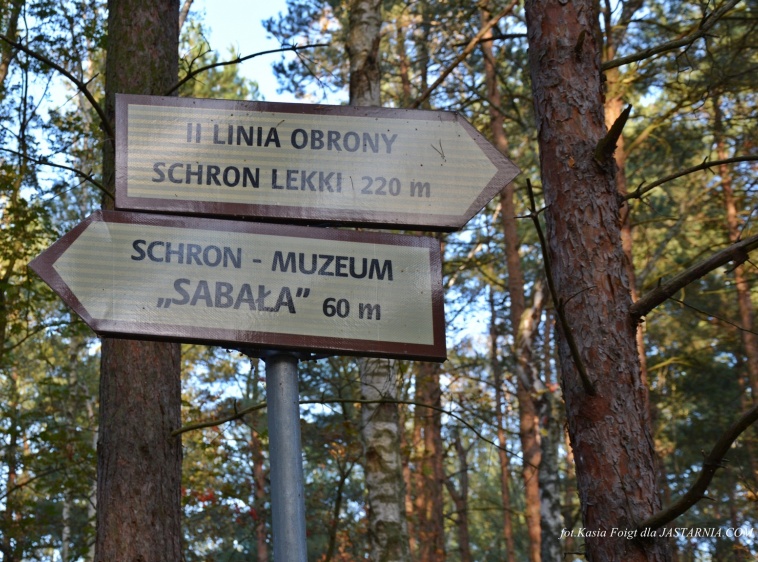 II LINIA OBRONY
SCHRON LEKKI 220 m
SCHRON - MUZEUM
„SABAŁA” 60 m
fot.Kasia Foigt dla JASTARNIA.COM